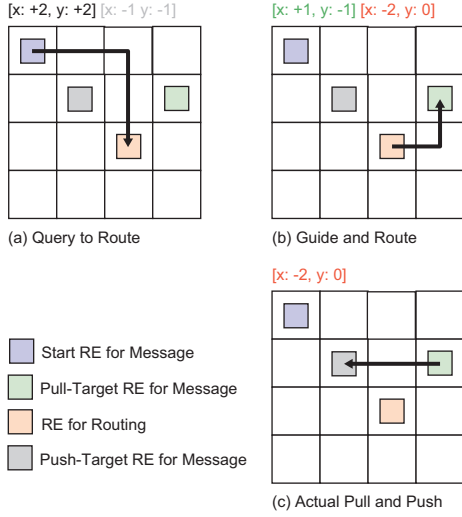 [x: +2, y: +2] [x: -1 y: -1]
[x: +1, y: -1] [x: -2, y: 0]
(a) Query to Route
(b) Guide and Route
[x: -2, y: 0]
Start RE for Message
Pull-Target RE for Message
RE for Routing
Push-Target RE for Message
(c) Actual Pull and Push